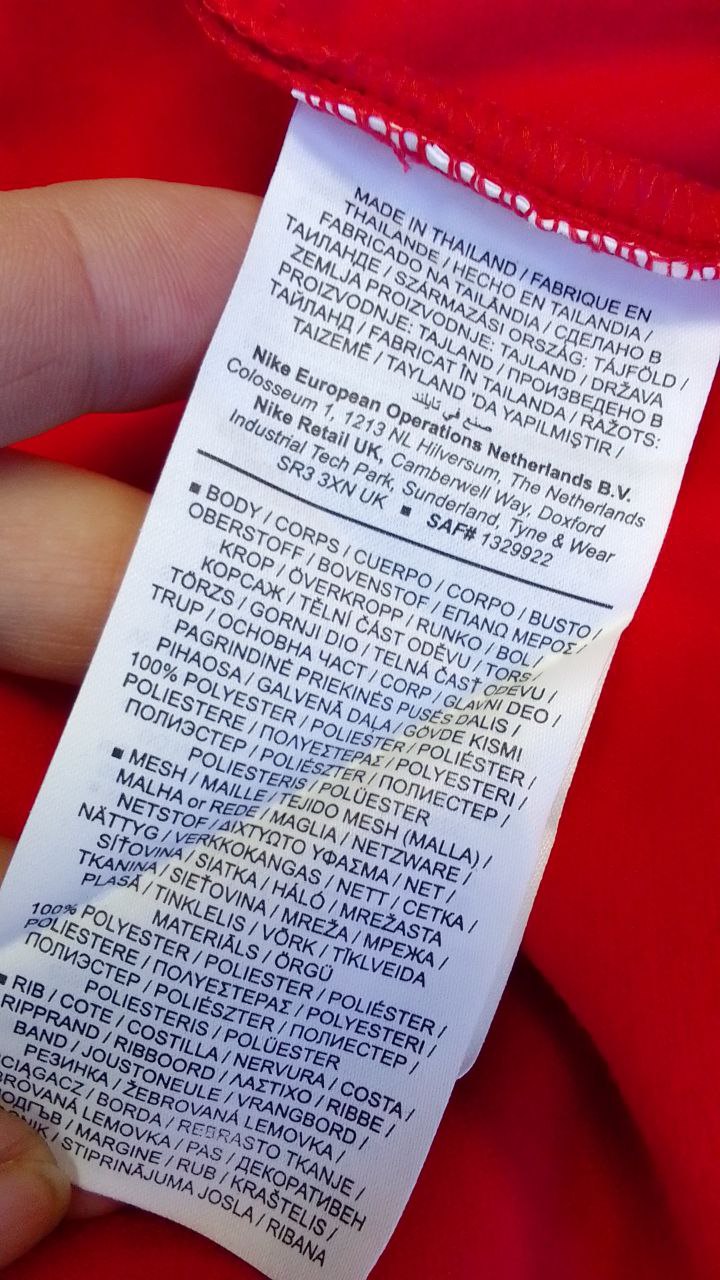 MADE IN THAILAND / FABRIQUE EN
THAILANDE / HECHO EN TAILANDIA /
FABRICADO NA TAILÂNDIA / СДЕЛАНО В
ТАИЛАНДЕ / SZÁRMAZÁSI ORSZÁG: TÁJFÖLD /
ZEMLJA PROIZVODNJE: TAJLAND / DRŽAVA
PROIZVODNJE: TAJLAND / ПРОИЗВЕДЕНО В
ТАЙЛАНД / FABRICAT ÎN TAILANDA / RAŽOTS:
TAIZEMĒ / TAYLAND 'DA YAPILMIŞTIR /
صنع في تايلند
Nike European Operations Netherlands B.V.
Colosseum 1, 1213 NL Hilversum, The Netherlands
Nike Retail UK, Camberwell Way, Doxford
Industrial Tech Park, Sunderland, Tyne & Wear
SR3 3XN UK ■ SAF# 1329922
■ BODY / CORPS / CUERPO / CORPO / BUSTO /
OBERSTOFF / BOVENSTOF / ΕΠΑΝΩ ΜΕΡΟΣ /
KROP / ÖVERKROPP / RUNKO / BOL /
КОРСАЖ / TĚLNÍ ČÁST ODĚVU / TORS /
TÖRZS / GORNJI DIO / TELNÁ ČASŤ ODEVU /
TRUP / ОСНОВНА ЧАСТ / CORP / GLAVNI DEO /
PAGRINDINĖ PRIEKINĖS PUSĖS DALIS /
PIHAOSA / GALVENĀ DAĻA / GÖVDE KISMI
100% POLYESTER / POLIESTER / POLIÉSTER /
POLIESTERE / ΠΟΛΥΕΣΤΕΡΑΣ / POLYESTERI /
ПОЛИЭСТЕР / POLIÉSZTER / ПОЛИЕСТЕР /
POLIESTERIS / POLÜESTER
■ MESH / MAILLE / TEJIDO MESH (MALLA) /
MALHA or REDE / MAGLIA / NETZWARE /
NETSTOF / ΔΙΧΤΥΩΤΟ ΥΦΑΣΜΑ / NET /
NÄTTYG / VERKKOKANGAS / NETT / СЕТКА /
SÍŤOVINA / SIATKA / HÁLÓ / MREŽASTA
TKANINA / SIEŤOVINA / MREŽA / МРЕЖА /
PLASĂ / TINKLELIS / VÕRK / TĪKLVEIDA
MATERIĀLS / ÖRGÜ
100% POLYESTER / POLIESTER / POLIÉSTER /
POLIESTERE / ΠΟΛΥΕΣΤΕΡΑΣ / POLYESTERI /
ПОЛИЭСТЕР / POLIÉSZTER / ПОЛИЕСТЕР /
POLIESTERIS / POLÜESTER
■ RIB / COTE / COSTILLA / NERVURA / COSTA /
RIPPRAND / RIBBOORD / ΛΑΣΤΙΧΟ / RIBBE /
BAND / JOUSTONEULE / VRANGBORD /
РЕЗИНКА / ŽEBROVANÁ LEMOVKA /
BORDA / REBRASTO TKANJE /
LEMOVKA / PAS / ДЕКОРАТИВЕН
/ MARGINE / RUB / KRAŠTELIS /
STIPRINĀJUMA JOSLA / RIBANA